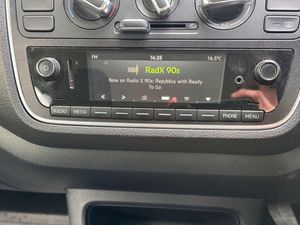 FM 14:35 16.5°C
RadX 90s
Now on Radio X 90s: Republica with Ready
To Go
RADIO MEDIA PHONE MENU